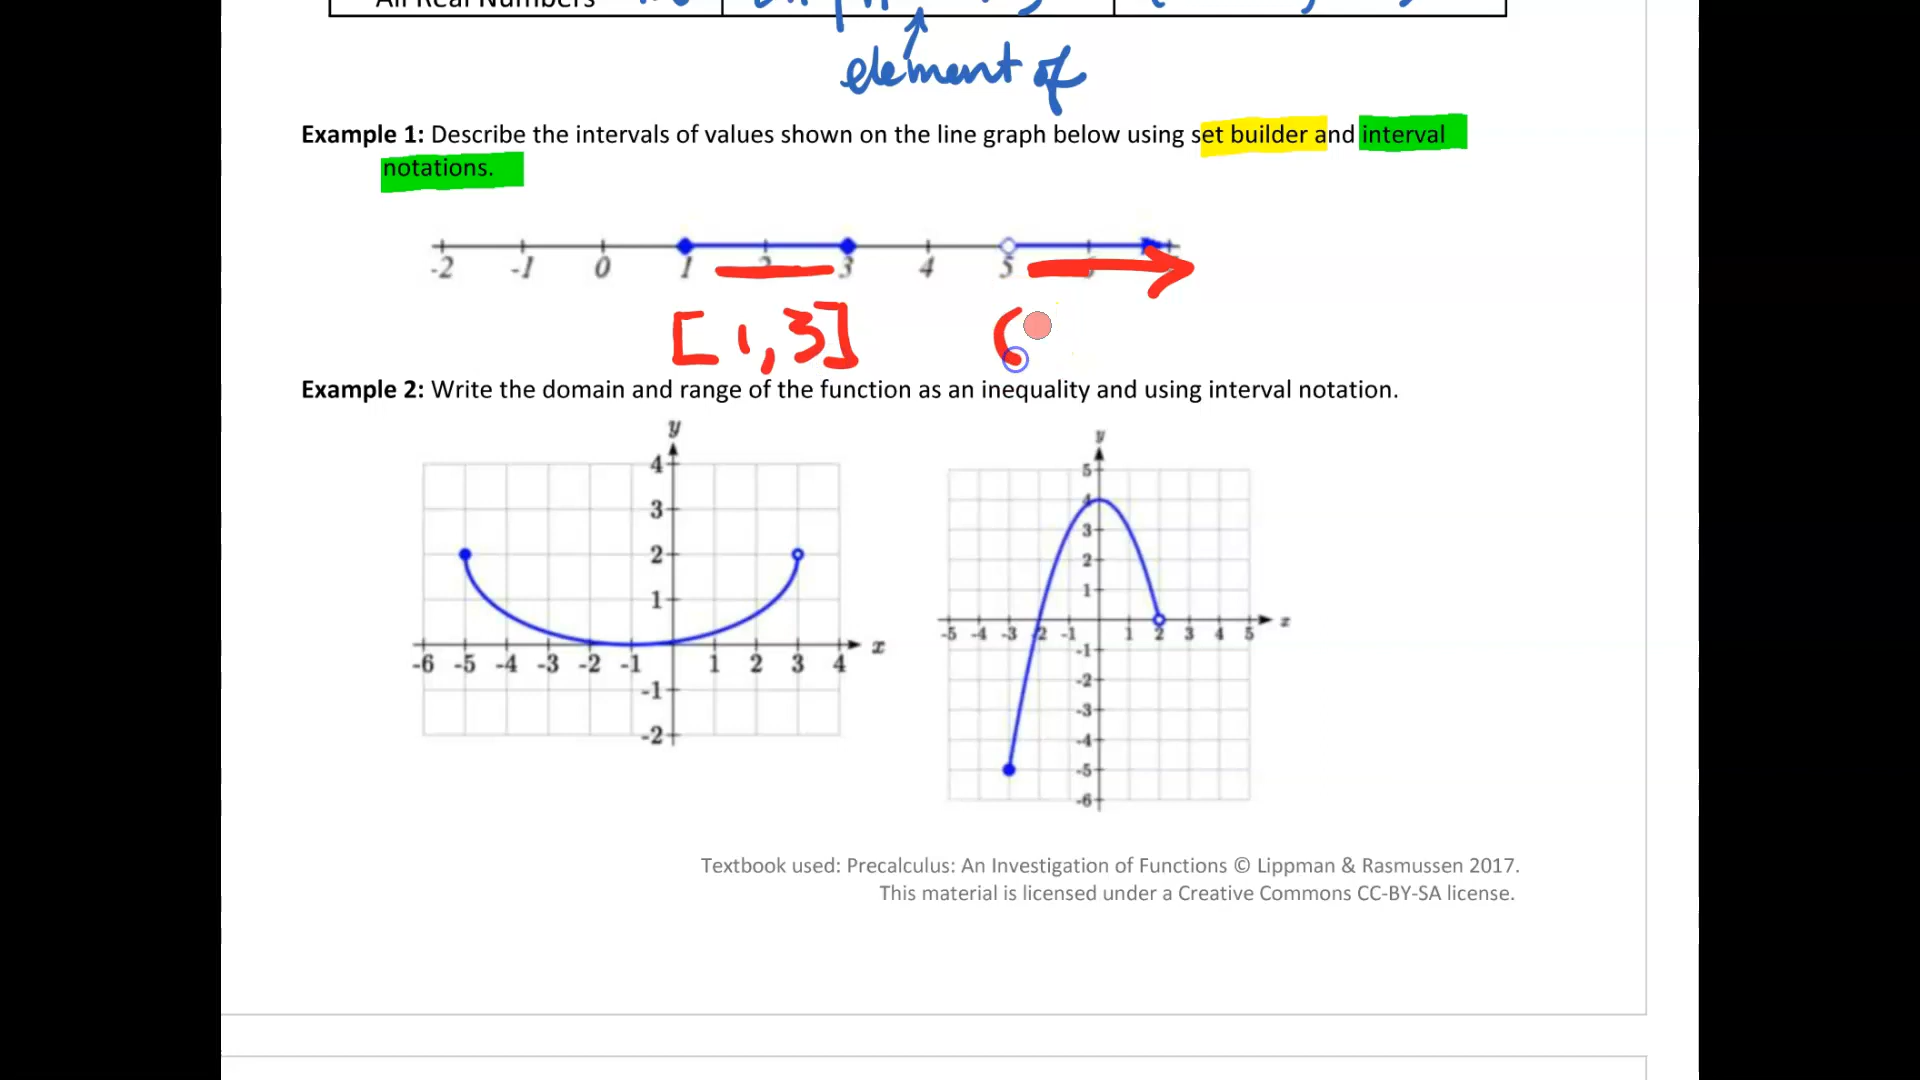 All Real Numbers
element of
Example 1: Describe the intervals of values shown on the line graph below using set builder and interval
notations.
-2 -1 0 1 2 3 4 5
[1,3] (
Example 2: Write the domain and range of the function as an inequality and using interval notation.
y
4
3
2
1
-6 -5 -4 -3 -2 -1 1 2 3 4 x
-1
-2
y
5
4
3
2
1
-5 -4 -3 -2 -1 1 2 3 4 5 x
-1
-2
-3
-4
-5
-6
Textbook used: Precalculus: An Investigation of Functions © Lippman & Rasmussen 2017.
This material is licensed under a Creative Commons CC-BY-SA license.